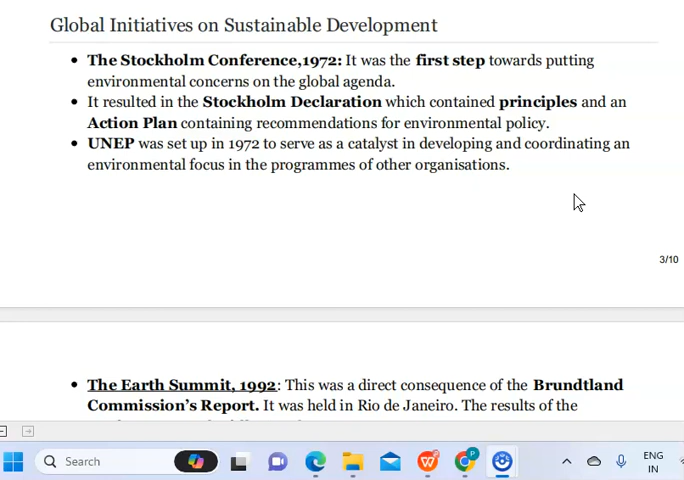 Global Initiatives on Sustainable Development
• The Stockholm Conference,1972: It was the first step towards putting
environmental concerns on the global agenda.
• It resulted in the Stockholm Declaration which contained principles and an
Action Plan containing recommendations for environmental policy.
• UNEP was set up in 1972 to serve as a catalyst in developing and coordinating an
environmental focus in the programmes of other organisations.
3/10
• The Earth Summit, 1992: This was a direct consequence of the Brundtland
Commission's Report. It was held in Rio de Janeiro. The results of the
Search
ENG
IN